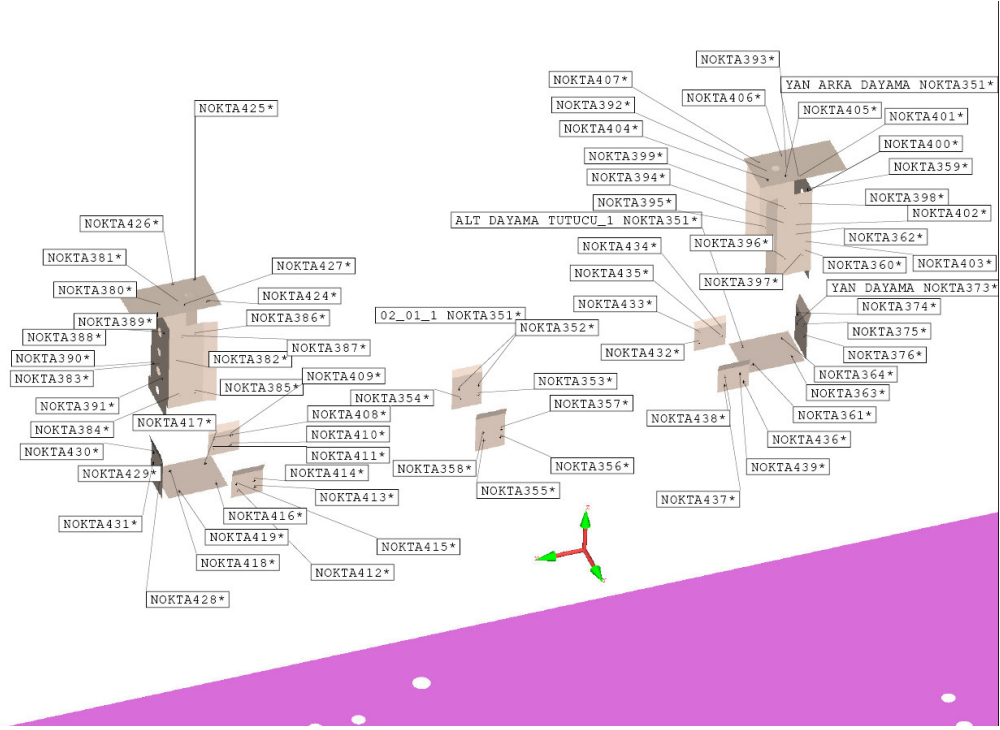 NOKTA393*
NOKTA407*
YAN ARKA DAYAMA NOKTA351*
NOKTA406*
NOKTA392*
NOKTA425*
NOKTA405*
NOKTA401*
NOKTA404*
NOKTA400*
NOKTA399*
NOKTA359*
NOKTA394*
NOKTA398*
NOKTA395*
NOKTA402*
ALT DAYAMA TUTUCU_1 NOKTA351*
NOKTA426*
NOKTA362*
NOKTA396*
NOKTA434*
NOKTA381*
NOKTA403*
NOKTA427*
NOKTA360*
NOKTA435*
NOKTA397*
NOKTA380*
YAN DAYAMA NOKTA373*
NOKTA424*
NOKTA433*
NOKTA374*
02_01_1 NOKTA351*
NOKTA386*
NOKTA389*
NOKTA352*
NOKTA375*
NOKTA388*
NOKTA387*
NOKTA432*
NOKTA376*
NOKTA390*
NOKTA382*
NOKTA364*
NOKTA409*
NOKTA383*
NOKTA353*
NOKTA385*
NOKTA363*
NOKTA354*
NOKTA391*
NOKTA357*
NOKTA408*
NOKTA361*
NOKTA438*
NOKTA417*
NOKTA384*
NOKTA410*
NOKTA436*
NOKTA430*
NOKTA411*
NOKTA356*
NOKTA439*
NOKTA358*
NOKTA429*
NOKTA414*
NOKTA355*
NOKTA413*
NOKTA437*
NOKTA416*
NOKTA431*
NOKTA419*
NOKTA415*
NOKTA418*
NOKTA412*
NOKTA428*